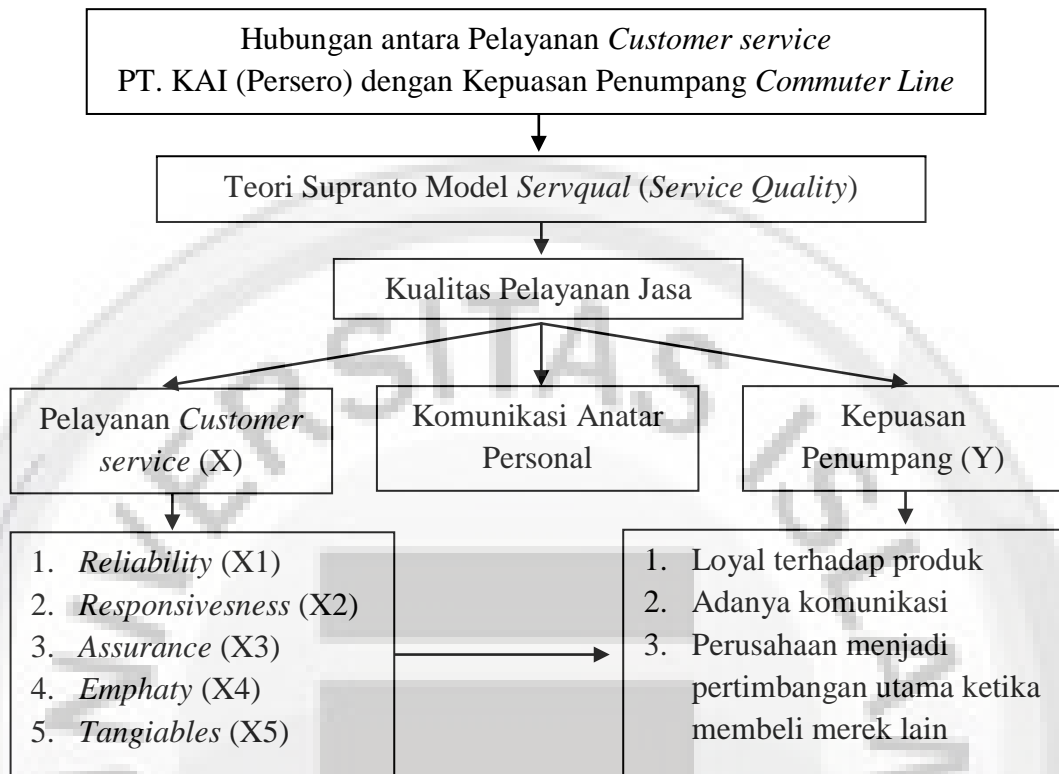 Hubungan antara Pelayanan Customer service
PT. KAI (Persero) dengan Kepuasan Penumpang Commuter Line
Teori Supranto Model Servqual (Service Quality)
Kualitas Pelayanan Jasa
Pelayanan Customer
service (X)
Komunikasi Anatar
Personal
Kepuasan
Penumpang (Y)
1. Reliability (X1)
2. Responsivesness (X2)
3. Assurance (X3)
4. Emphaty (X4)
5. Tangiables (X5)
1. Loyal terhadap produk
2. Adanya komunikasi
3. Perusahaan menjadi
pertimbangan utama ketika
membeli merek lain
UNIVERSITAS ISLAM